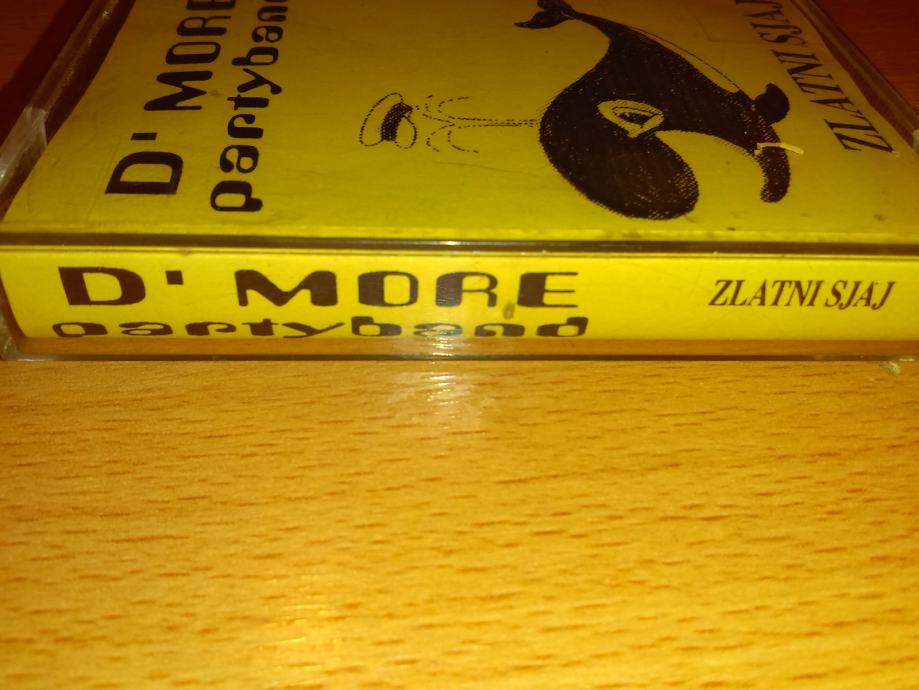 D' MORE
partyband
ZLATNI SJAJ
D' MORE
partyband
ZLATNI SJAJ